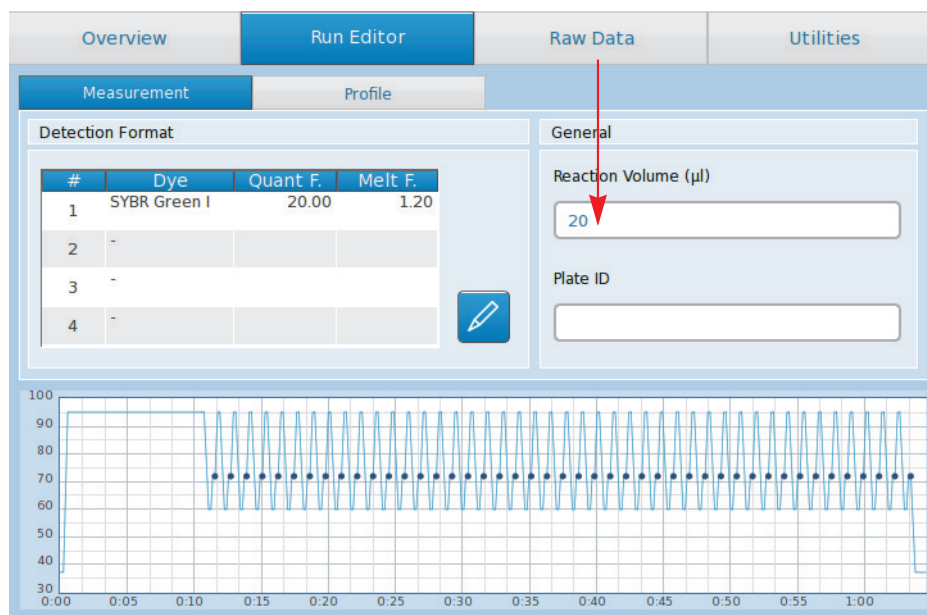 Overview Run Editor Raw Data Utilities
Measurement Profile
Detection Format
# Dye Quant F. Melt F.
1 SYBR Green I 20.00 1.20
2 -
3 -
4 -
General
Reaction Volume (µl)
20
Plate ID
100
90
80
70
60
50
40
30
0:00 0:05 0:10 0:15 0:20 0:25 0:30 0:35 0:40 0:45 0:50 0:55 1:00